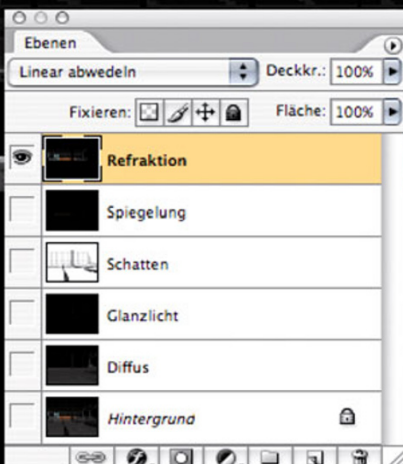 Ebenen
Linear abwedeln Deckkr.: 100%
Fixieren: Fläche: 100%
Refraktion
Spiegelung
Schatten
Glanzlicht
Diffus
Hintergrund